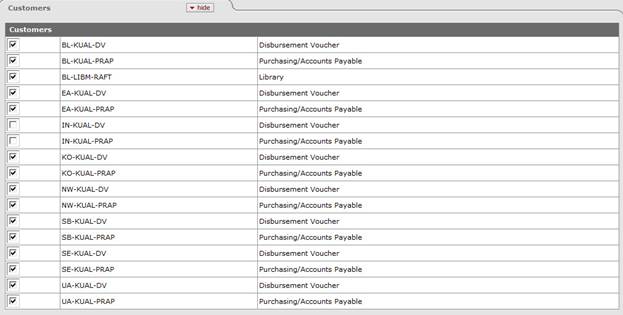 Customers
hide
Customers
BL-KUAL-DV Disbursement Voucher
BL-KUAL-PRAP Purchasing/Accounts Payable
BL-LIBM-RAFT Library
EA-KUAL-DV Disbursement Voucher
EA-KUAL-PRAP Purchasing/Accounts Payable
IN-KUAL-DV Disbursement Voucher
IN-KUAL-PRAP Purchasing/Accounts Payable
KO-KUAL-DV Disbursement Voucher
KO-KUAL-PRAP Purchasing/Accounts Payable
NW-KUAL-DV Disbursement Voucher
NW-KUAL-PRAP Purchasing/Accounts Payable
SB-KUAL-DV Disbursement Voucher
SB-KUAL-PRAP Purchasing/Accounts Payable
SE-KUAL-DV Disbursement Voucher
SE-KUAL-PRAP Purchasing/Accounts Payable
UA-KUAL-DV Disbursement Voucher
UA-KUAL-PRAP Purchasing/Accounts Payable